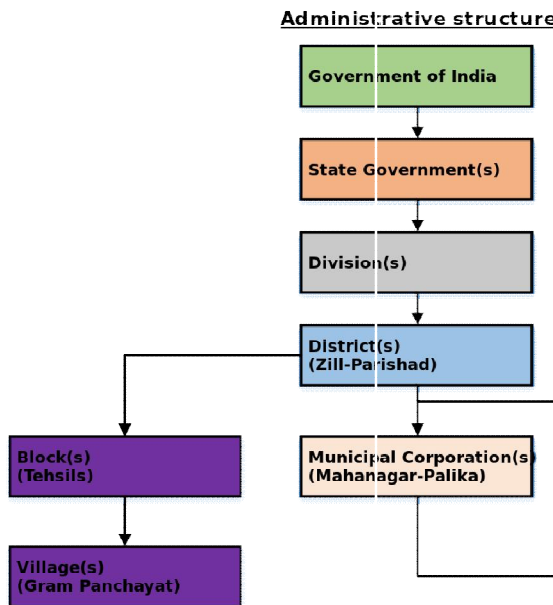 Administrative structure
Government of India
State Government(s)
Division(s)
District(s)
(Zill-Parishad)
Block(s)
(Tehsils)
Municipal Corporation(s)
(Mahanagar-Palika)
Village(s)
(Gram Panchayat)